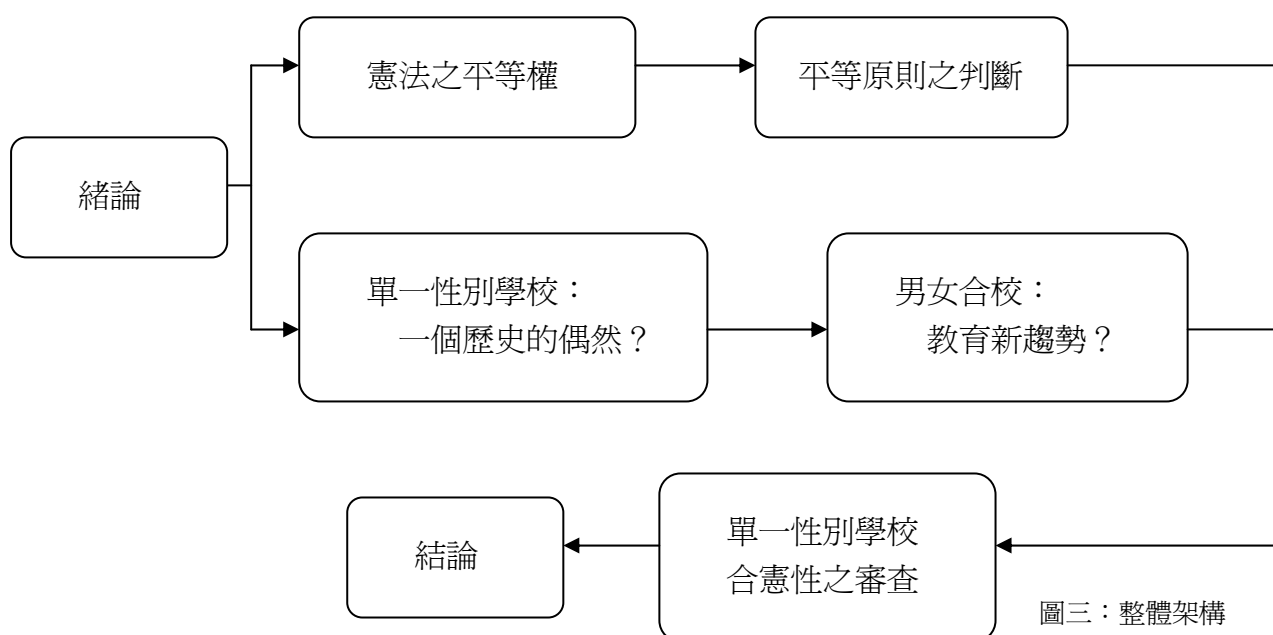 憲法之平等權
平等原則之判斷
緒論
單一性別學校：
一個歷史的偶然？
男女合校：
教育新趨勢？
單一性別學校
合憲性之審查
結論
圖三：整體架構